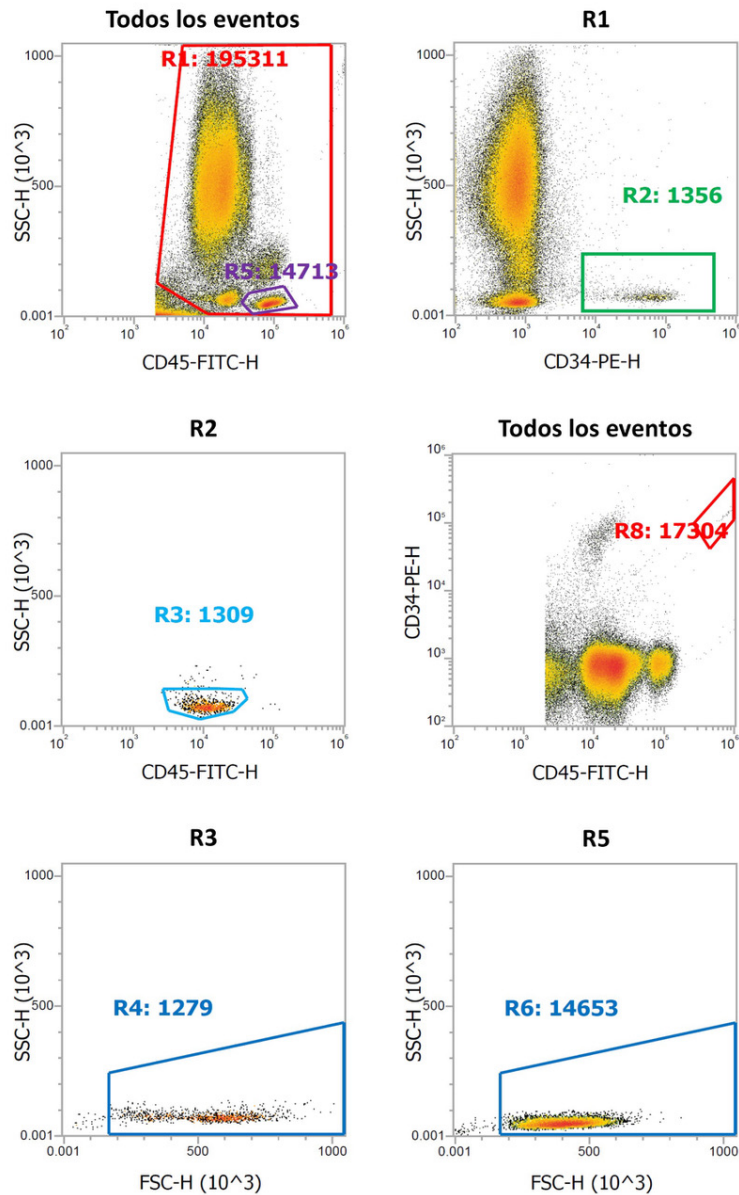 Todos los eventos
1000
500
0.001
SSC-H (10^3)
R1: 195311
R5: 14713
10^2
10^3
10^4
10^5
10^6
CD45-FITC-H
R1
1000
500
0.001
SSC-H (10^3)
R2: 1356
10^2
10^3
10^4
10^5
10^6
CD34-PE-H
R2
1000
500
0.001
SSC-H (10^3)
R3: 1309
10^2
10^3
10^4
10^5
10^6
CD45-FITC-H
Todos los eventos
10^6
10^5
10^4
10^3
10^2
CD34-PE-H
R8: 17304
10^2
10^3
10^4
10^5
10^6
CD45-FITC-H
R3
1000
500
0.001
SSC-H (10^3)
R4: 1279
0.001
500
1000
FSC-H (10^3)
R5
1000
500
0.001
SSC-H (10^3)
R6: 14653
0.001
500
1000
FSC-H (10^3)